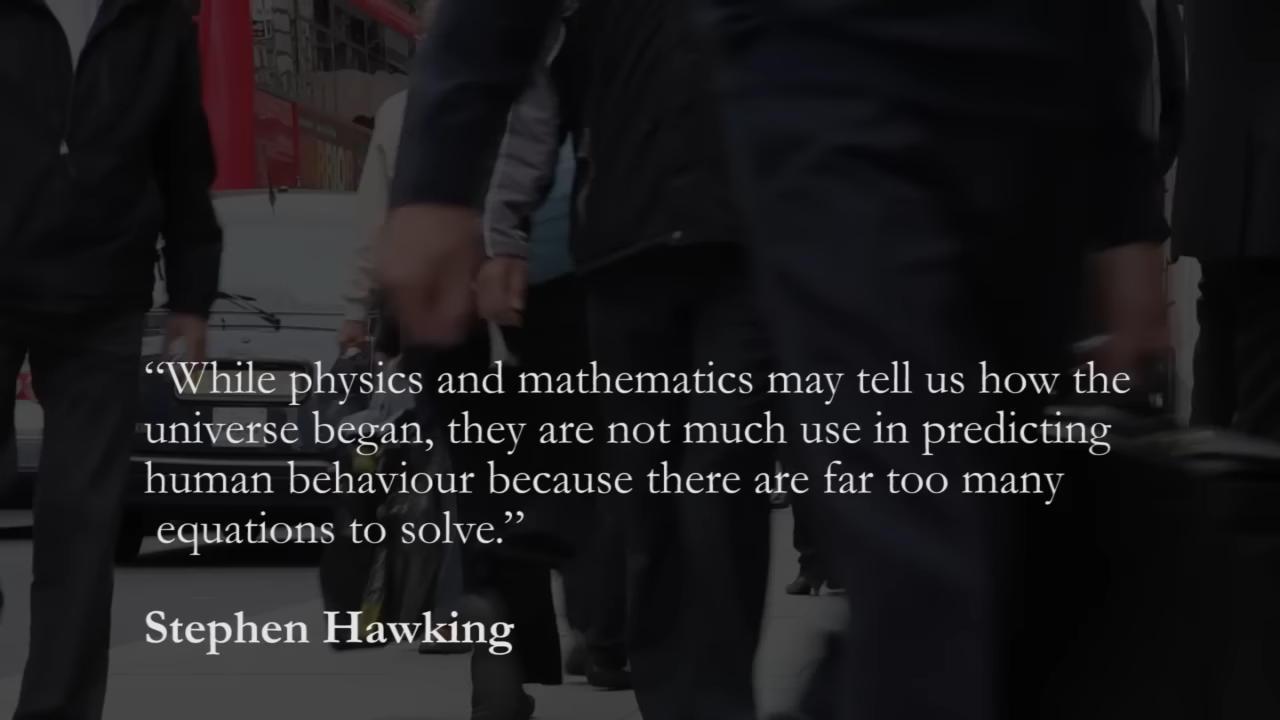 “While physics and mathematics may tell us how the
universe began, they are not much use in predicting
human behaviour because there are far too many
equations to solve.”
Stephen Hawking